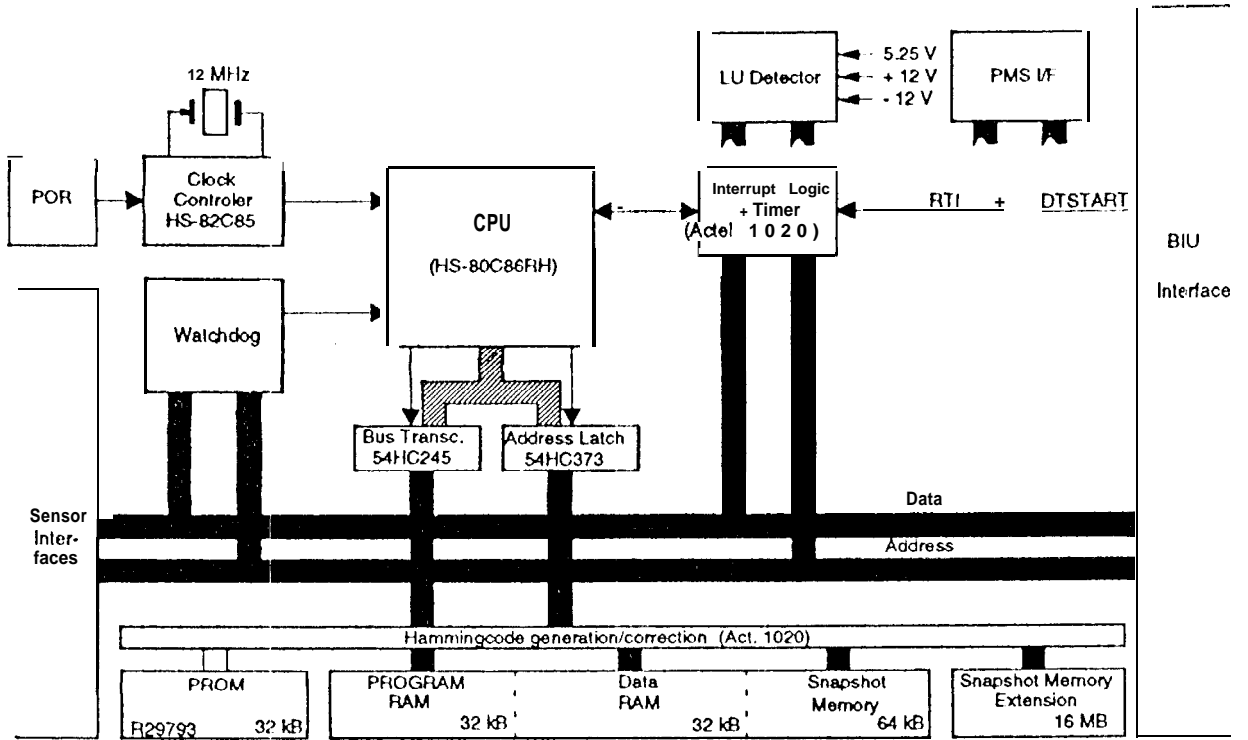 12 MHz
POR
Clock
Controler
HS-82C85
Watchdog
CPU
(HS-80C86RH)
LU Detector
5.25 V
+ 12 V
- 12 V
PMS I/F
Interrupt Logic
+ Timer
(Actel 1020)
RTI + DTSTART
BIU
Interface
Bus Transc.
54HC245
Address Latch
54HC373
Sensor
Inter-
faces
Data
Address
Hammingcode generation/correction (Act. 1020)
PROM
R29793 32 kB
PROGRAM
RAM
32 kB
Data
RAM
32 kB
Snapshot
Memory
64 kB
Snapshot Memory
Extension
16 MB